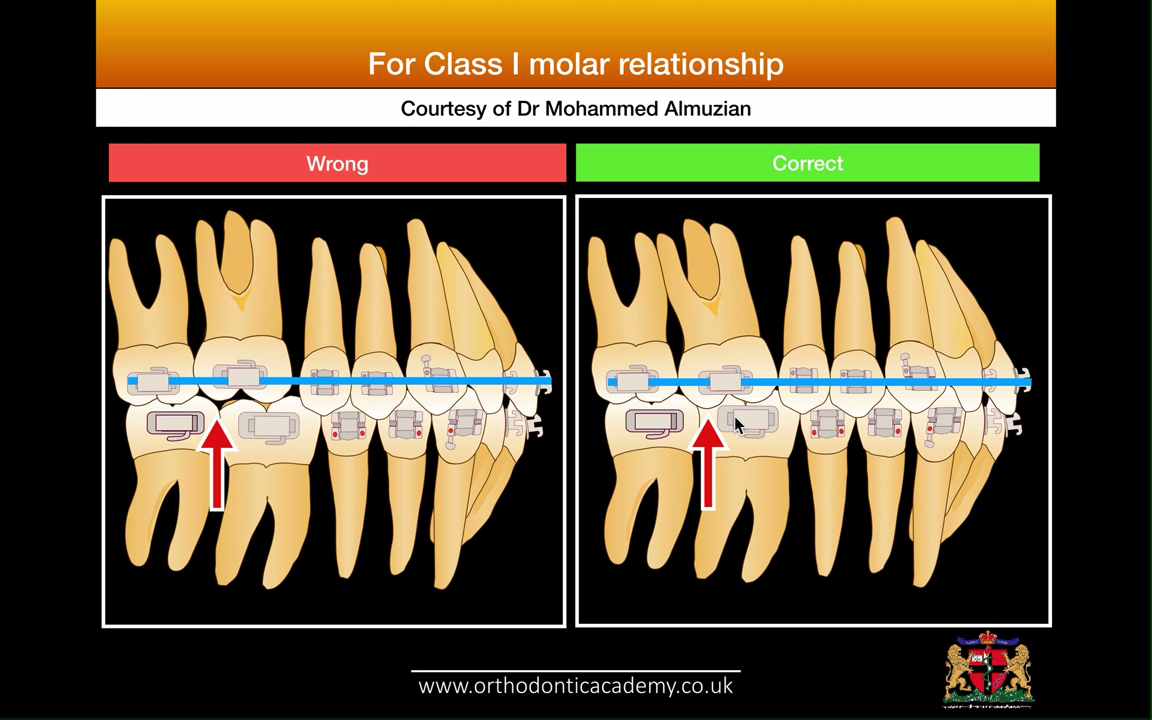 For Class I molar relationship
Courtesy of Dr Mohammed Almuzian
Wrong
Correct
www.orthodonticacademy.co.uk